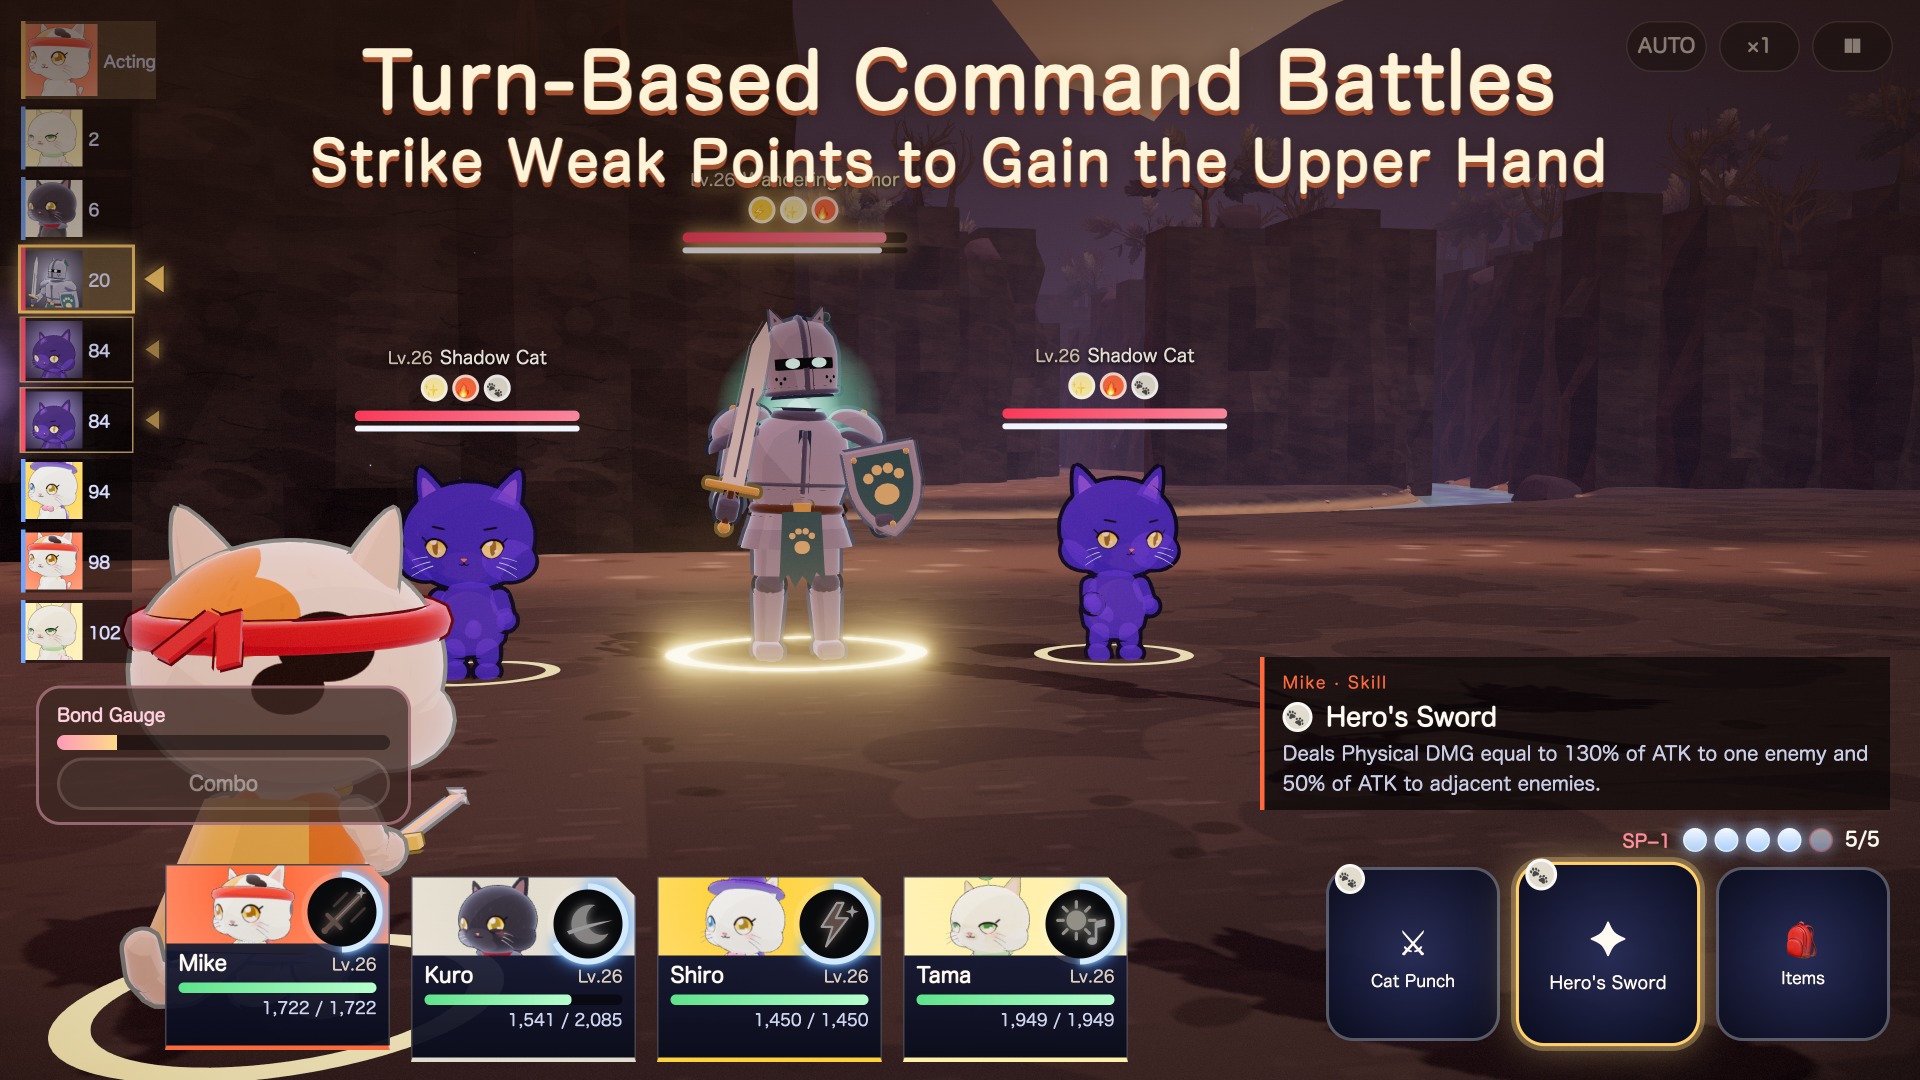 Acting
Turn-Based Command Battles
AUTO
×1
Strike Weak Points to Gain the Upper Hand
2
6
20
84
84
94
98
102
Lv.26 Wandering Armor
Lv.26 Shadow Cat
Lv.26 Shadow Cat
Bond Gauge
Combo
Mike · Skill
Hero's Sword
Deals Physical DMG equal to 130% of ATK to one enemy and
50% of ATK to adjacent enemies.
SP-1
5/5
Mike Lv.26
1,722 / 1,722
Kuro Lv.26
1,541 / 2,085
Shiro Lv.26
1,450 / 1,450
Tama Lv.26
1,949 / 1,949
Cat Punch
Hero's Sword
Items